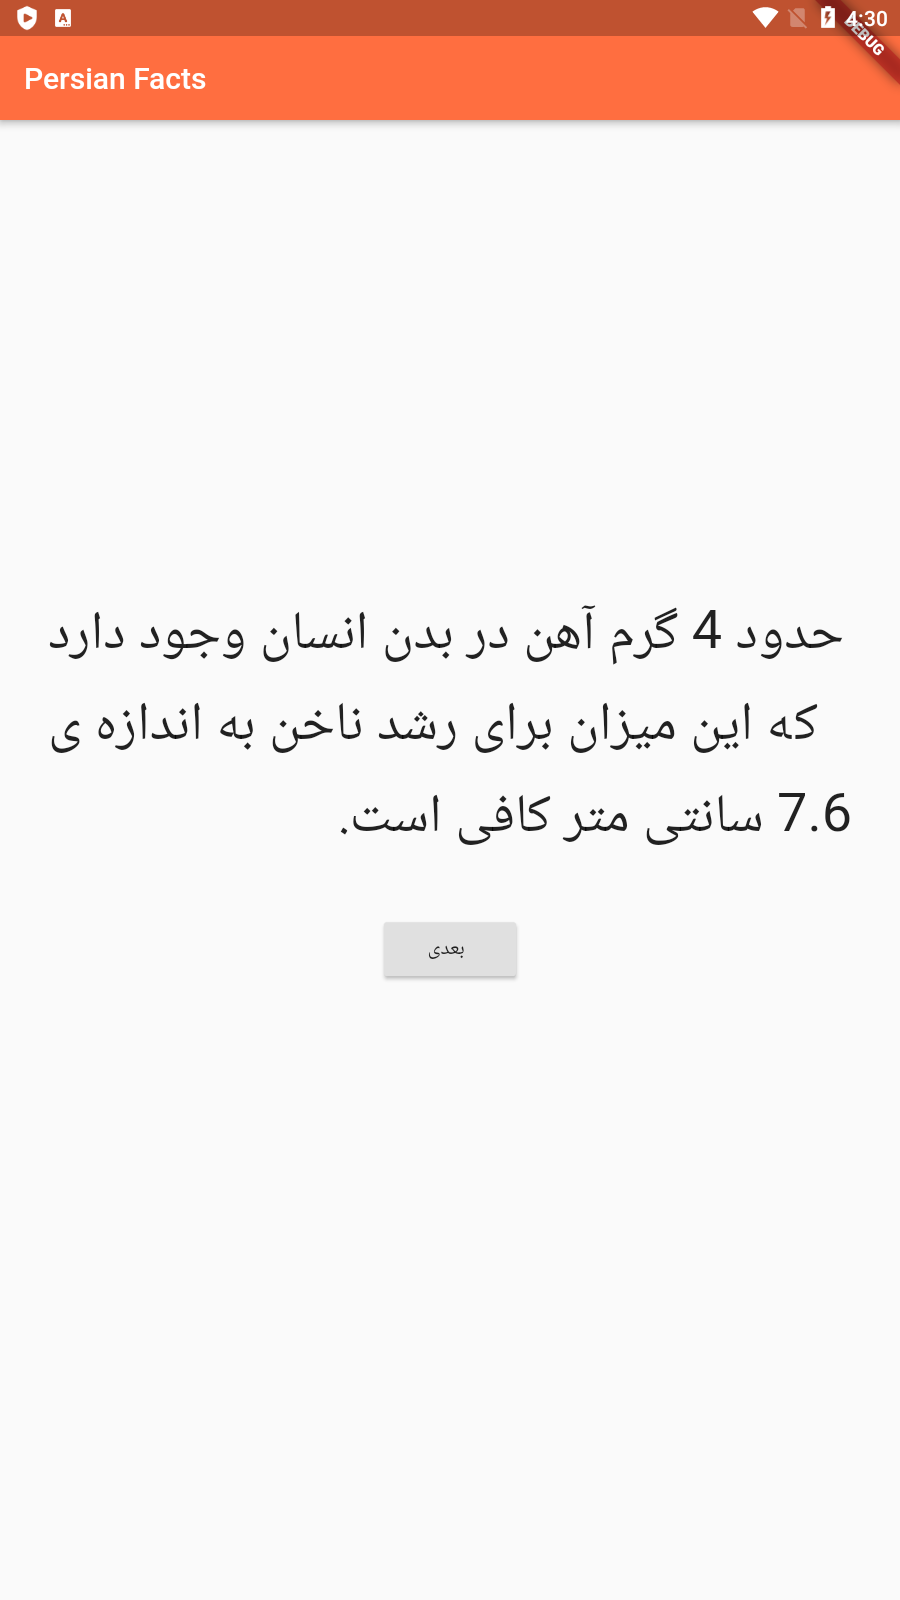 4:30
DEBUG
Persian Facts
حدود 4 گرم آهن در بدن انسان وجود دارد
که این میزان برای رشد ناخن به اندازه ی
7.6 سانتی متر کافی است.
بعدی